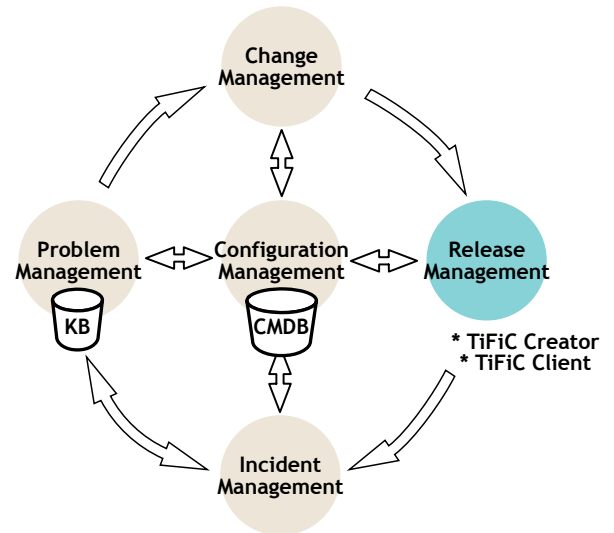 Change
Management
Problem
Management
KB
Configuration
Management
CMDB
Release
Management
* TiFiC Creator
* TiFiC Client
Incident
Management